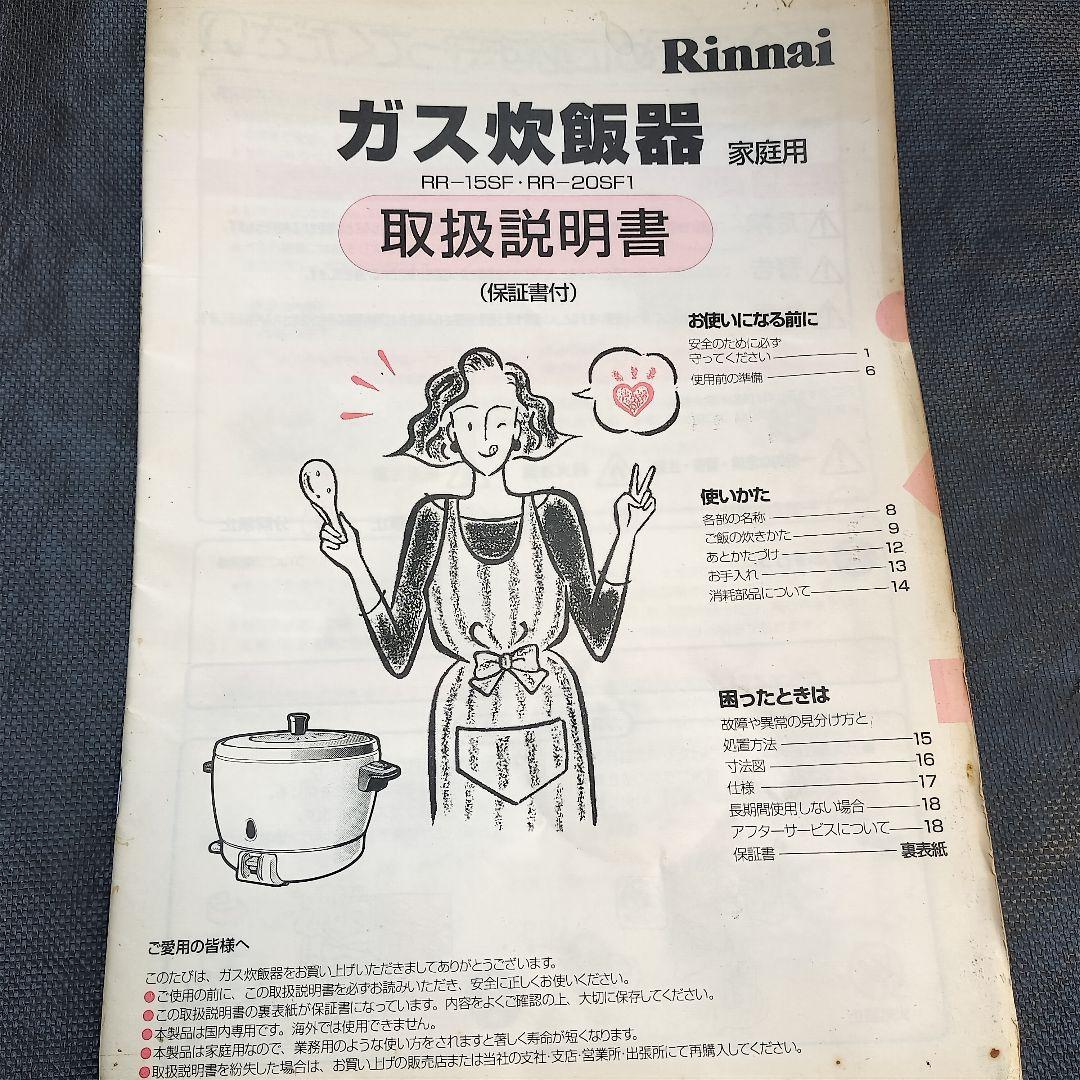 Rinnai
ガス炊飯器 家庭用
RR-15SF・RR-20SF1
取扱説明書
（保証書付）
お使いになる前に
安全のために必ず
守ってください 1
使用前の準備 6
使いかた
各部の名称 8
ご飯の炊きかた 9
あとかたづけ 12
お手入れ 13
消耗部品について 14
困ったときは
故障や異常の見分け方と
処置方法 15
寸法図 16
仕様 17
長期間使用しない場合 18
アフターサービスについて 18
保証書 裏表紙
ご愛用の皆様へ
このたびは、ガス炊飯器をお買い上げいただきましてありがとうございます。
●ご使用の前に、この取扱説明書を必ずお読みいただき、安全に正しくお使いください。
●この取扱説明書の裏表紙が保証書になっています。内容をよくご確認の上、大切に保存してください。
●本製品は国内専用です。海外では使用できません。
●本製品は家庭用なので、業務用のような使い方をされますと著しく寿命が短くなります。
●取扱説明書を紛失した場合は、お買い上げの販売店または当社の支社・支店・営業所・出張所にて再購入してください。